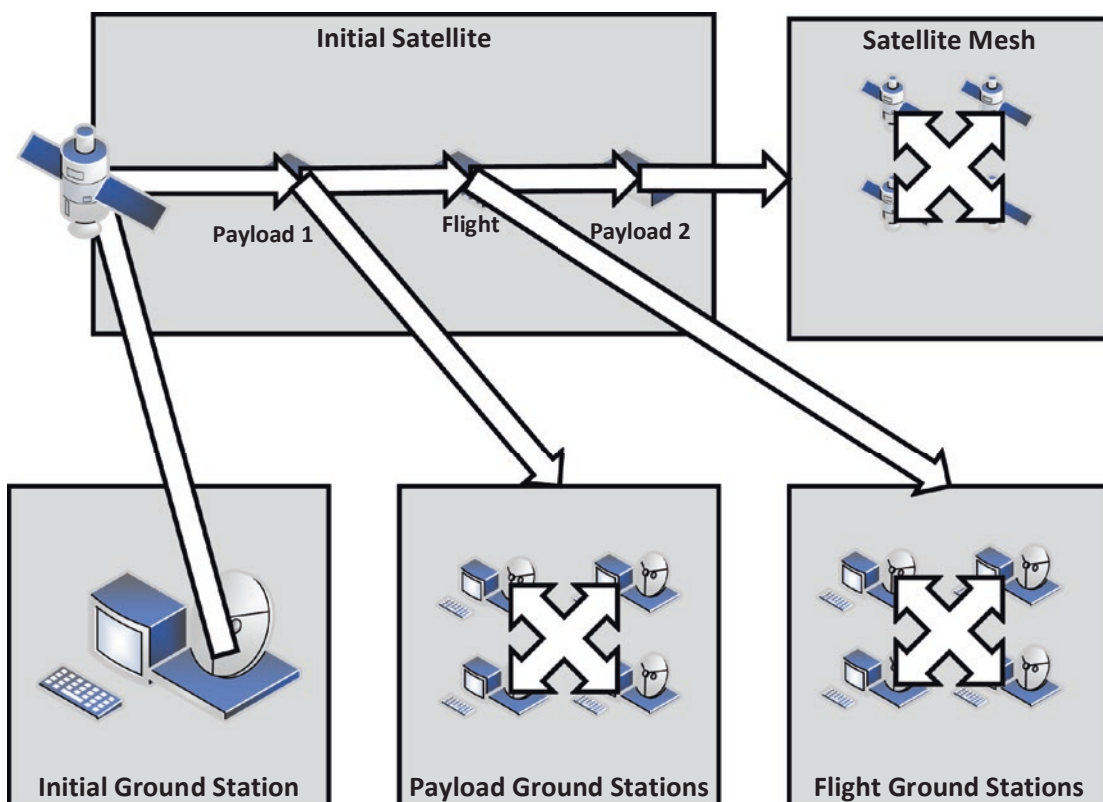 Initial Satellite
Satellite Mesh
Payload 1
Flight
Payload 2
Initial Ground Station
Payload Ground Stations
Flight Ground Stations